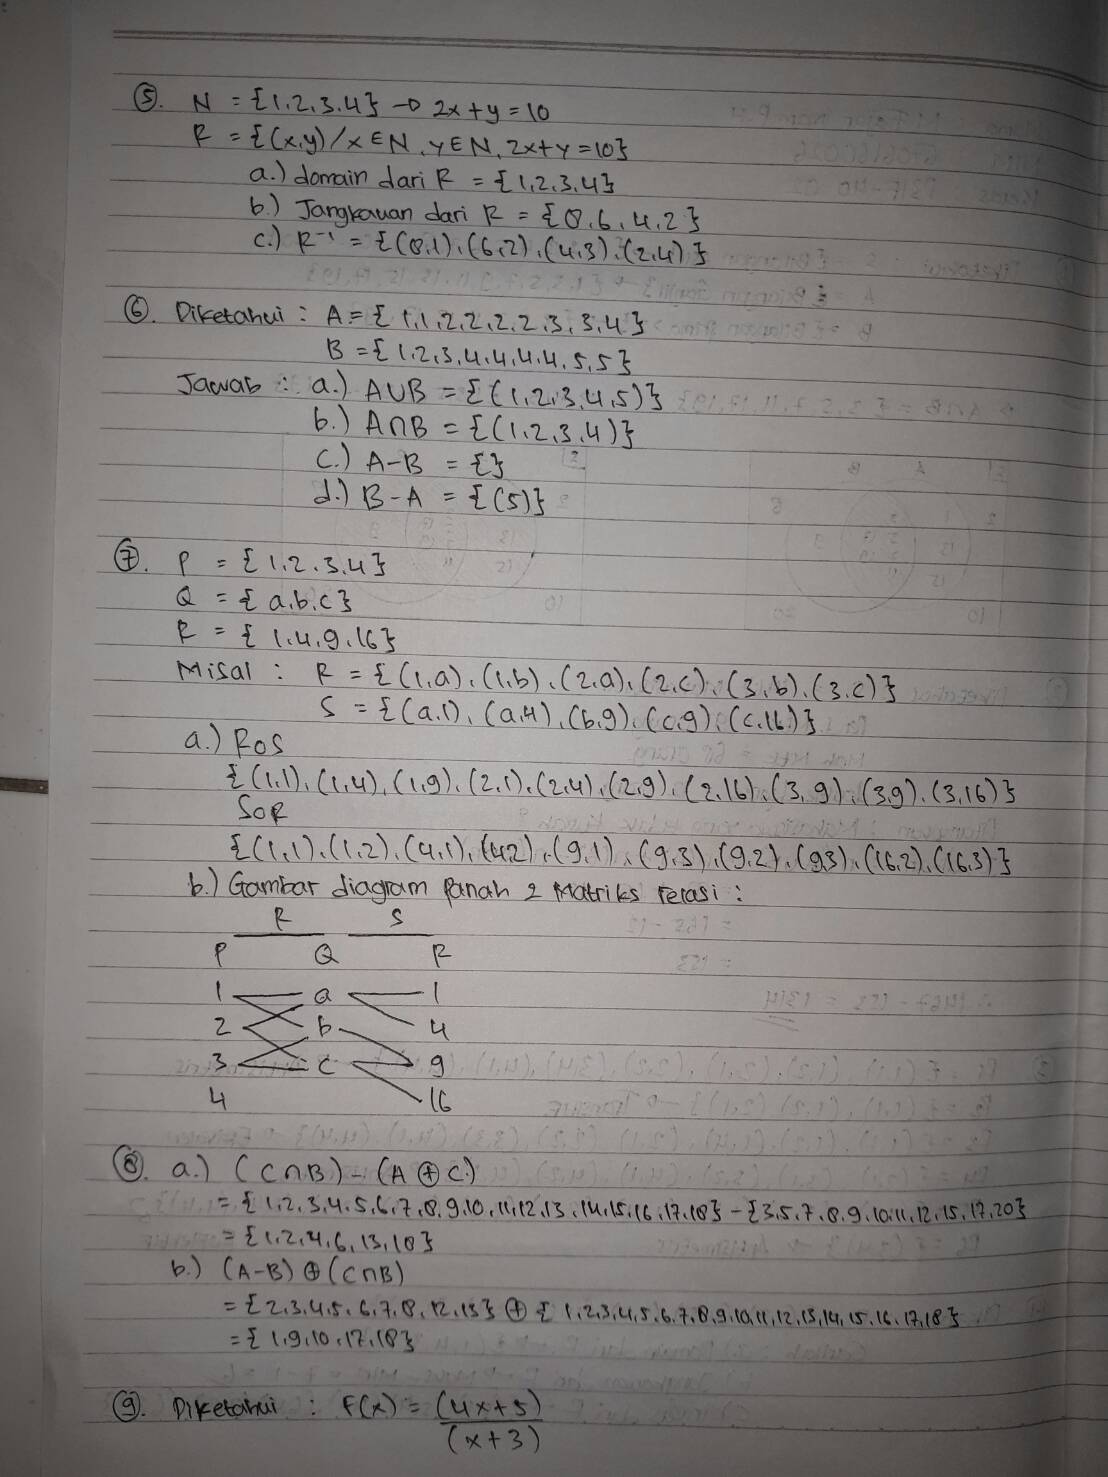 ⑤. N = {1,2,3,4} → 2x + y = 10
R = {(x,y)/x∈N, y∈N, 2x+y=10}
a.) domain dari R = {1,2,3,4}
b.) Jangkauan dari R = {8,6,4,2}
c.) R⁻¹ = {(8,1),(6,2),(4,3),(2,4)}
⑥. Diketahui : A = {1,1,2,2,2,2,3,3,4}
B = {1,2,3,4,4,4,4,5,5}
Jawab : a.) A∪B = {(1,2,3,4,5)}
b.) A∩B = {(1,2,3,4)}
c.) A-B = {}
d.) B-A = {(5)}
⑦. P = {1,2,3,4}
Q = {a,b,c}
R = {1,4,9,16}
Misal : R = {(1,a),(1,b),(2,a),(2,c),(3,b),(3,c)}
S = {(a,1),(a,4),(b,9),(c,9),(c,16)}
a.) RoS
{(1,1),(1,4),(1,9),(2,1),(2,4),(2,9),(2,16),(3,9),(3,9),(3,16)}
SoR
{(1,1),(1,2),(4,1),(4,2),(9,1),(9,3),(9,2),(9,3),(16,2),(16,3)}
b.) Gambar diagram panah 2 Matriks relasi :
R S
P Q R
1 a 1
2 b 4
3 c 9
4 16
⑧. a.) (C∩B) - (A ⊕ C)
= {1,2,3,4,5,6,7,8,9,10,11,12,13,14,15,16,17,18} - {3,5,7,8,9,10,11,12,15,17,20}
= {1,2,4,6,13,18}
b.) (A-B) ⊕ (C∩B)
= {2,3,4,5,6,7,8,12,13} ⊕ {1,2,3,4,5,6,7,8,9,10,11,12,13,14,15,16,17,18}
= {1,9,10,17,18}
⑨. Diketahui : F(x) = (4x+5)
(x+3)